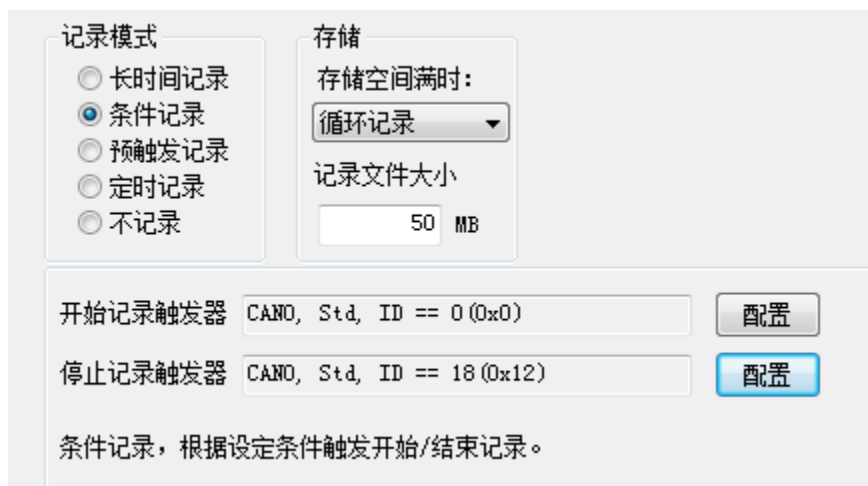 记录模式
长时间记录
条件记录
预触发记录
定时记录
不记录
存储
存储空间满时:
循环记录
记录文件大小
50 MB
开始记录触发器 CAN0, Std, ID == 0(0x0) 配置
停止记录触发器 CAN0, Std, ID == 18(0x12) 配置
条件记录，根据设定条件触发开始/结束记录。